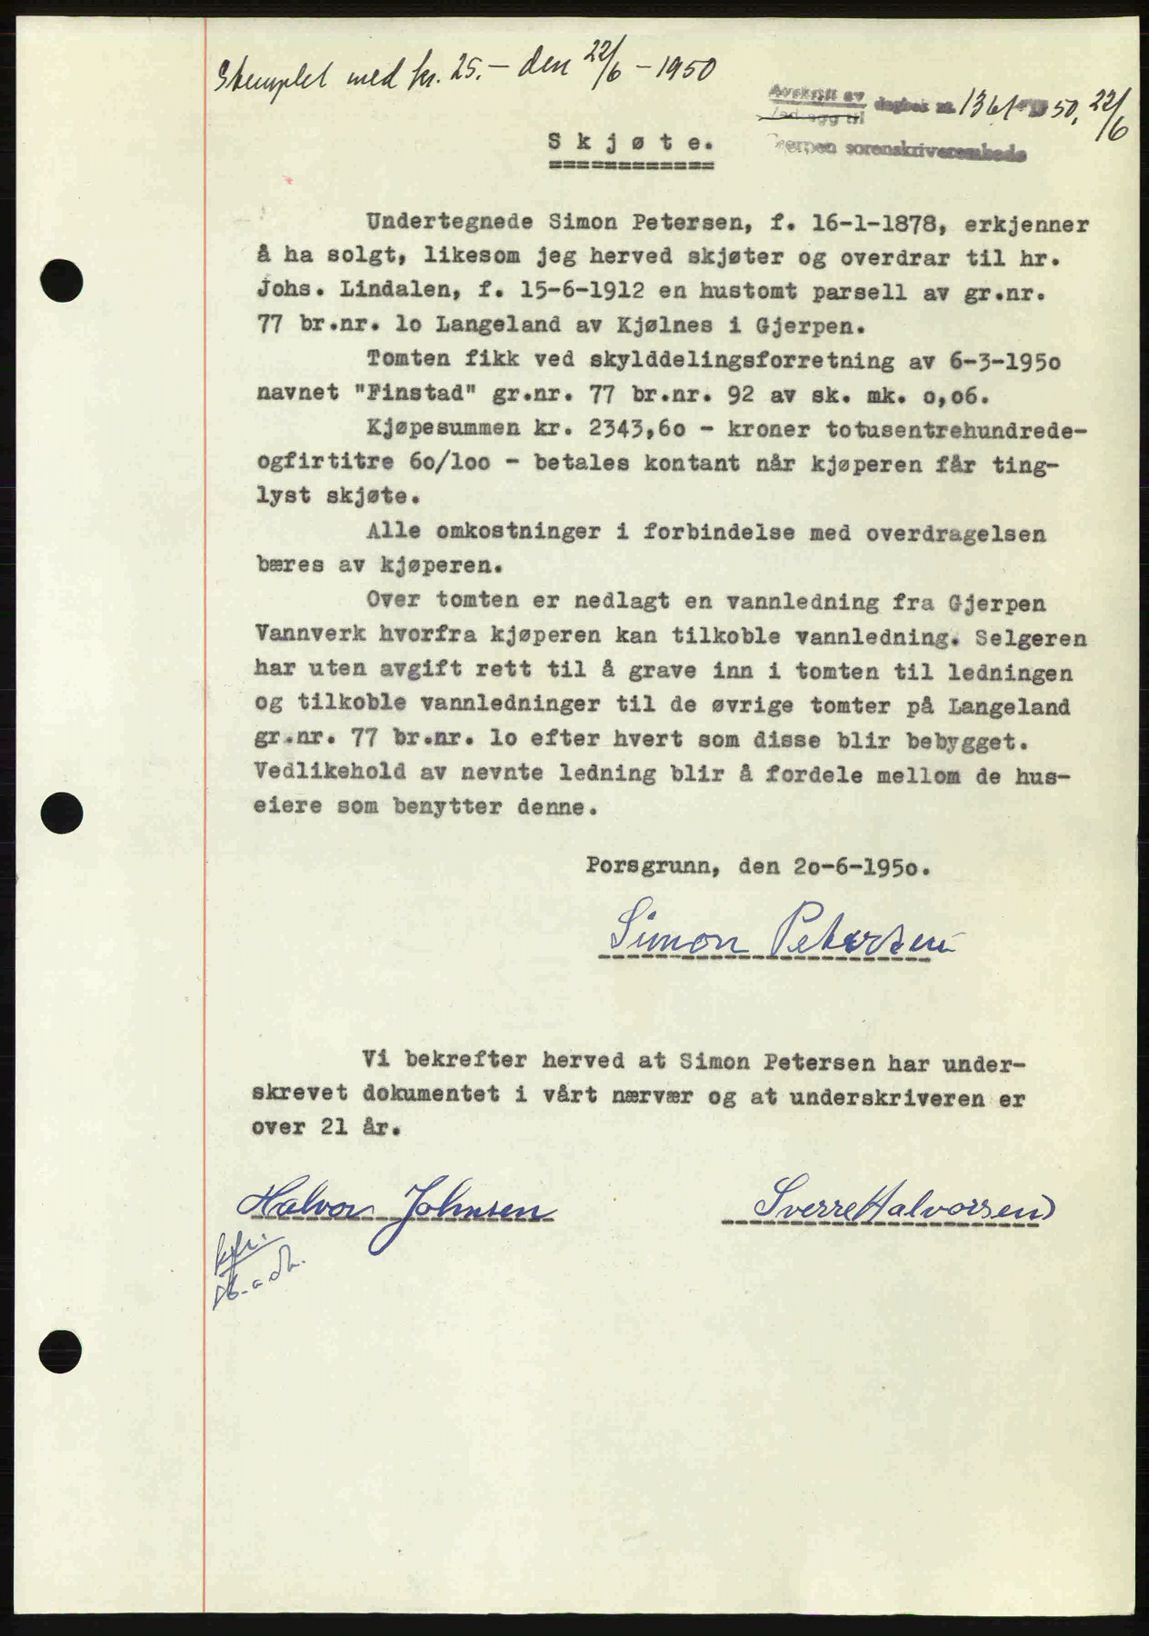 Stemplet med kr. 25.- den 22/6 - 1950
Avskrift av
dagbok nr. 1361 1950, 22/6
Gjerpen sorenskriverembede
S k j ø t e.
============
Undertegnede Simon Petersen, f. 16-1-1878, erkjenner
å ha solgt, likesom jeg herved skjøter og overdrar til hr.
Johs. Lindalen, f. 15-6-1912 en hustomt parsell av gr.nr.
77 br.nr. lo Langeland av Kjølnes i Gjerpen.
Tomten fikk ved skylddelingsforretning av 6-3-195o
navnet "Finstad" gr.nr. 77 br.nr. 92 av sk. mk. o,o6.
Kjøpesummen kr. 2343,6o - kroner totusentrehundrede-
ogfirtitre 6o/loo - betales kontant når kjøperen får ting-
lyst skjøte.
Alle omkostninger i forbindelse med overdragelsen
bæres av kjøperen.
Over tomten er nedlagt en vannledning fra Gjerpen
Vannverk hvorfra kjøperen kan tilkoble vannledning. Selgeren
har uten avgift rett til å grave inn i tomten til ledningen
og tilkoble vannledninger til de øvrige tomter på Langeland
gr.nr. 77 br.nr. lo efter hvert som disse blir bebygget.
Vedlikehold av nevnte ledning blir å fordele mellom de hus-
eiere som benytter denne.
Porsgrunn, den 2o-6-195o.
Simon Petersen
Vi bekrefter herved at Simon Petersen har under-
skrevet dokumentet i vårt nærvær og at underskriveren er
over 21 år.
Halvor Johnsen Sverre Halvorsen